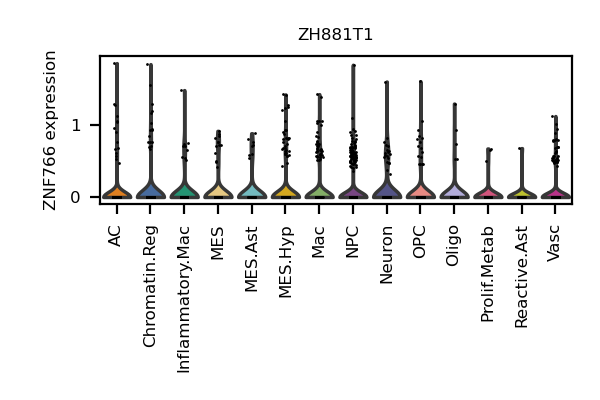 ZH881T1
ZNF766 expression
1
0
AC
Chromatin.Reg
Inflammatory.Mac
MES
MES.Ast
MES.Hyp
Mac
NPC
Neuron
OPC
Oligo
Prolif.Metab
Reactive.Ast
Vasc